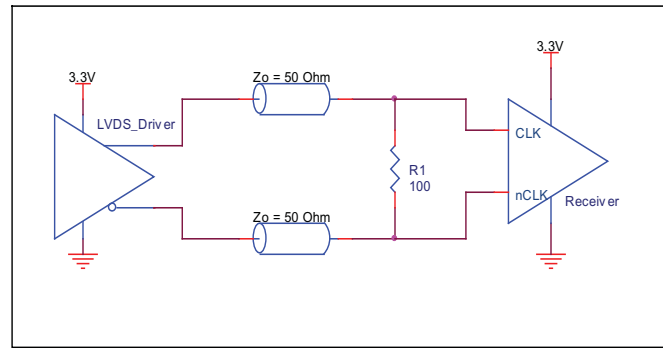 3.3V
LVDS_Driver
Zo = 50 Ohm
Zo = 50 Ohm
R1
100
3.3V
CLK
nCLK
Receiver